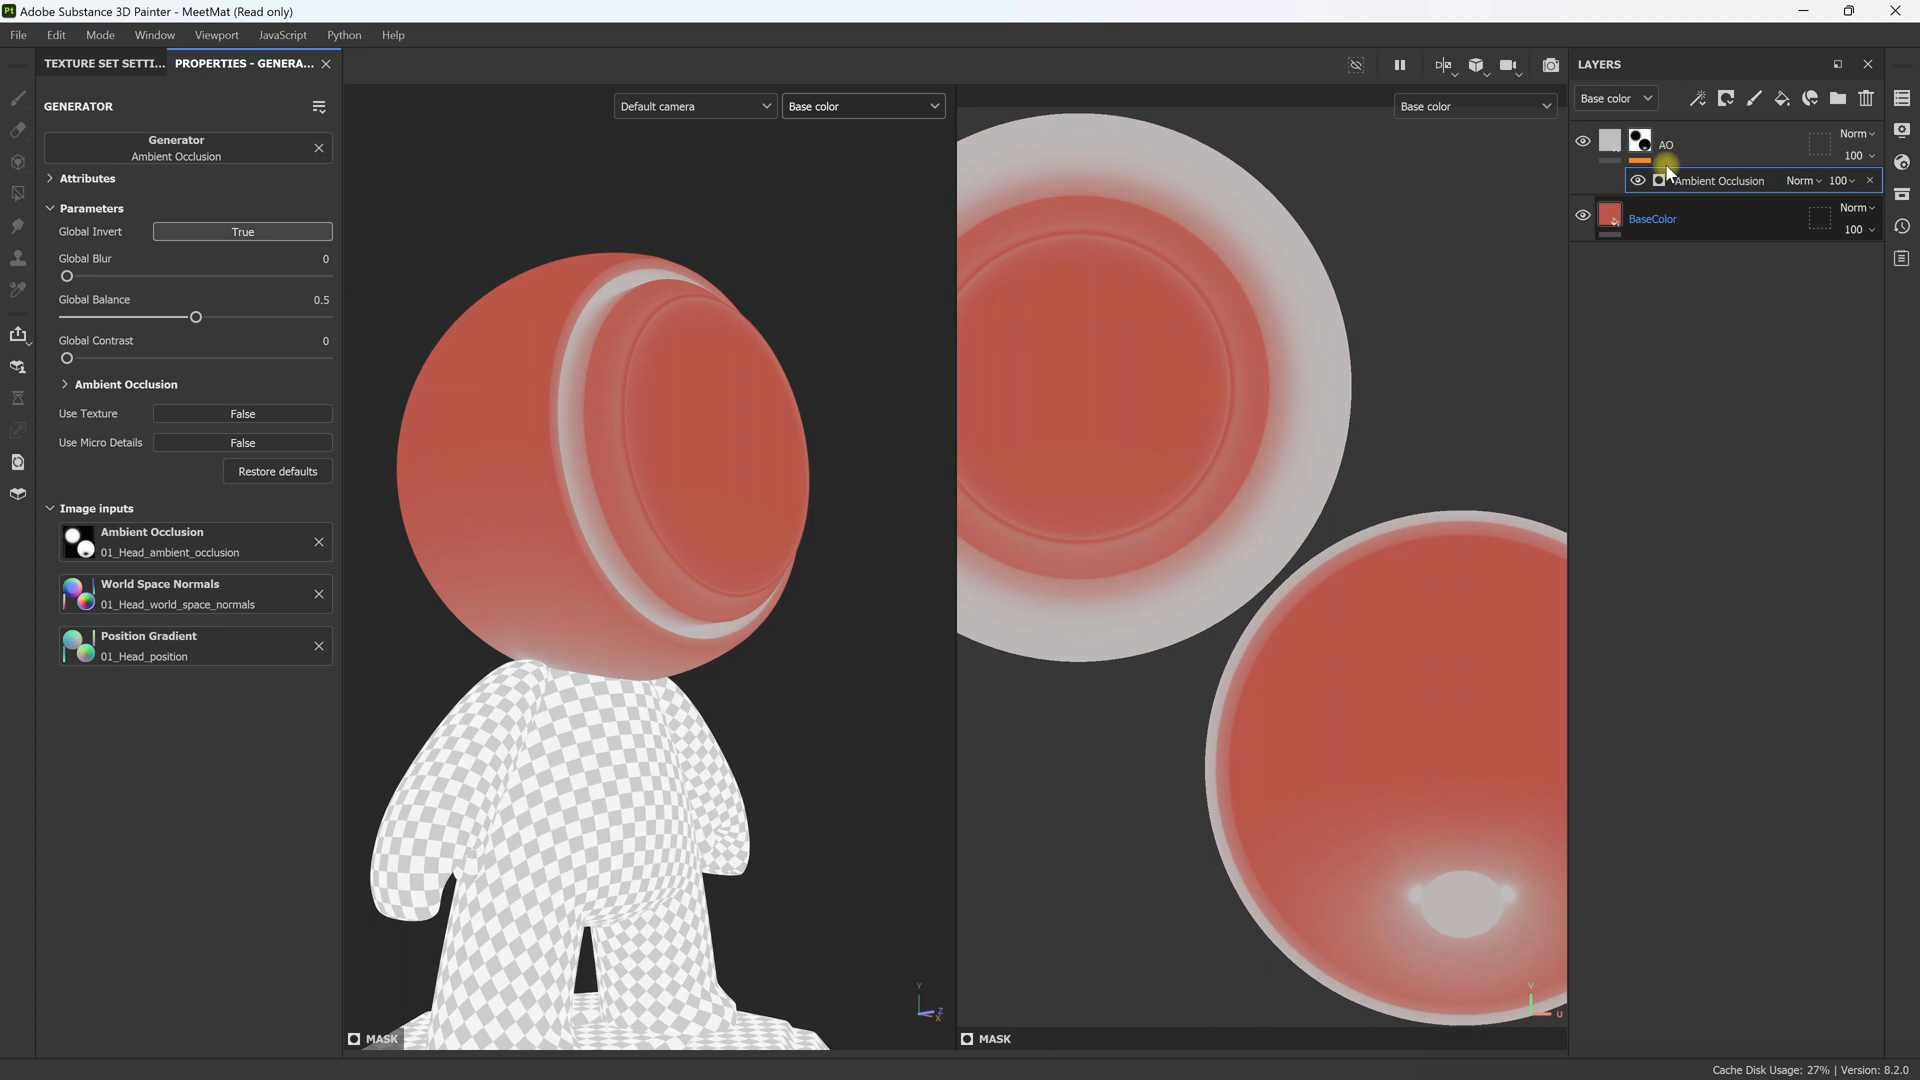 Pt Adobe Substance 3D Painter - MeetMat (Read only)
File Edit Mode Window Viewport JavaScript Python Help
TEXTURE SET SETTI... PROPERTIES - GENERA...
LAYERS
GENERATOR
Default camera Base color Base color
Base color
Generator
Ambient Occlusion
AO Norm
100
Attributes
Ambient Occlusion Norm 100
Parameters
Global Invert True
BaseColor Norm
100
Global Blur 0
Global Balance 0.5
Global Contrast 0
Ambient Occlusion
Use Texture False
Use Micro Details False
Restore defaults
Image inputs
Ambient Occlusion
01_Head_ambient_occlusion
World Space Normals
01_Head_world_space_normals
Position Gradient
01_Head_position
Y
Z
X
V
U
MASK
MASK
Cache Disk Usage: 27% | Version: 8.2.0